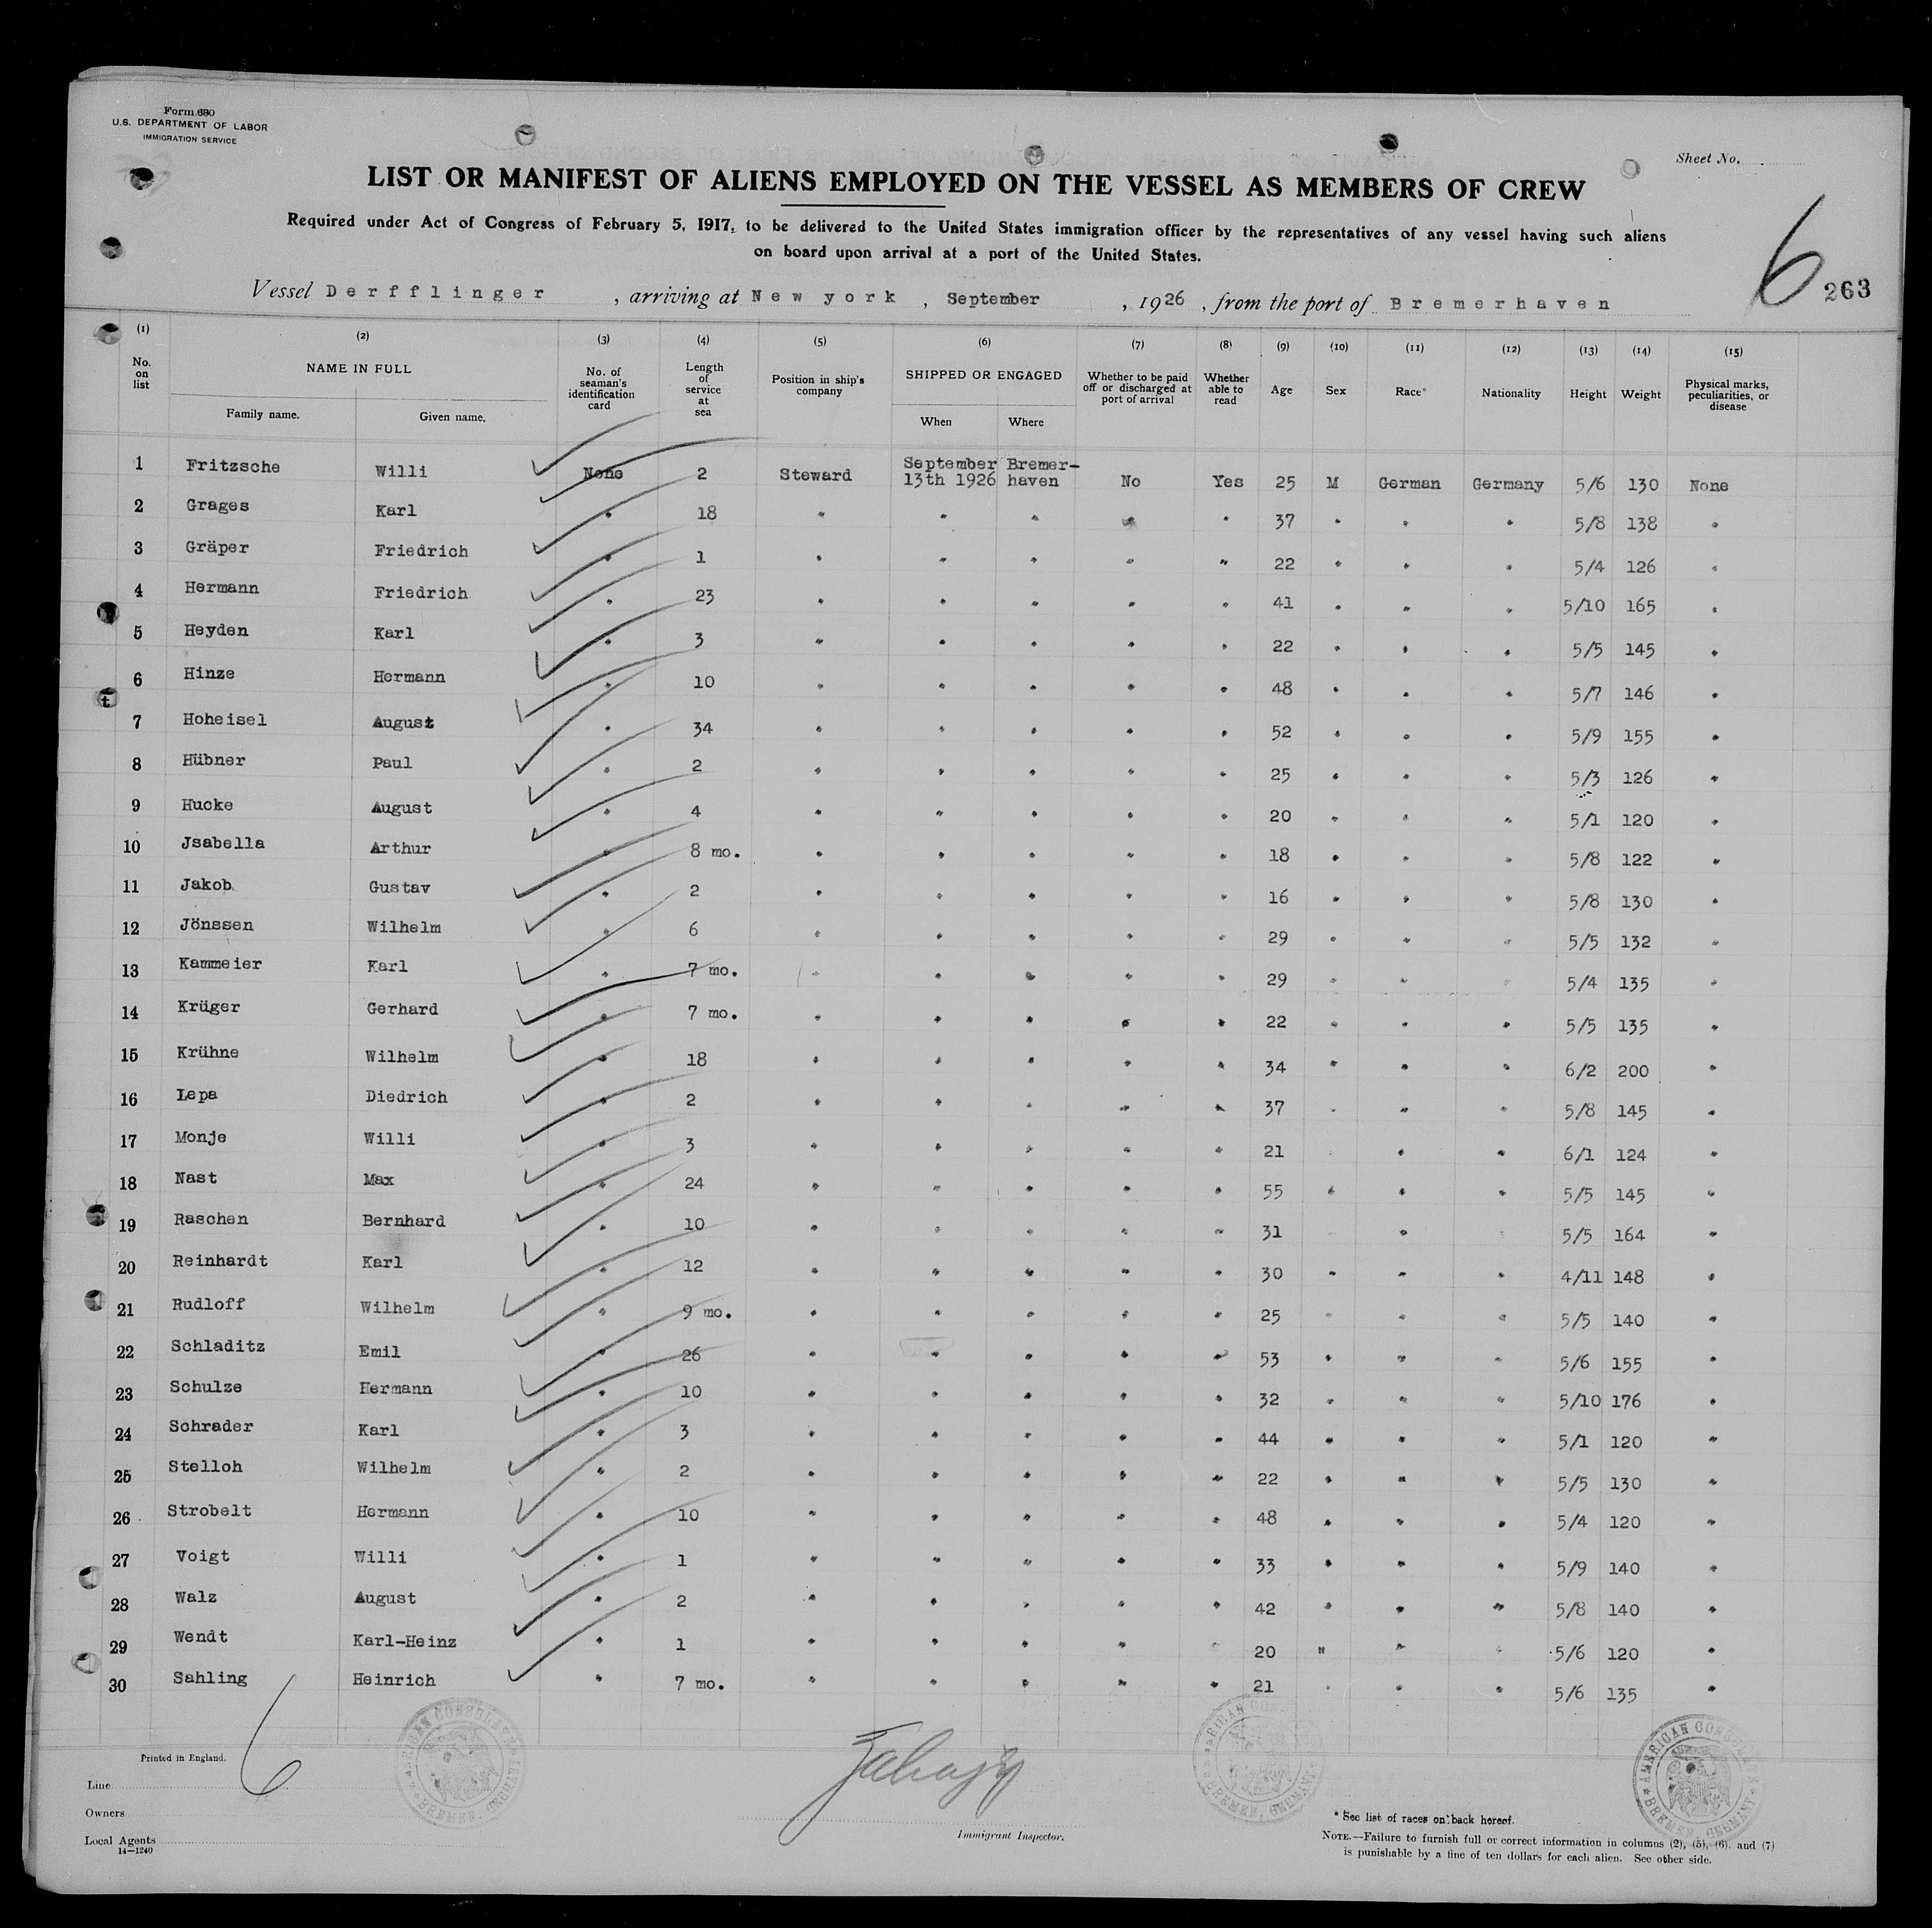 Form 680
U.S. DEPARTMENT OF LABOR
IMMIGRATION SERVICE
Sheet No.
LIST OR MANIFEST OF ALIENS EMPLOYED ON THE VESSEL AS MEMBERS OF CREW
Required under Act of Congress of February 5, 1917, to be delivered to the United States immigration officer by the representatives of any vessel having such aliens
on board upon arrival at a port of the United States.
6 263
Vessel Derfflinger, arriving at New york, September, 1926, from the port of Bremerhaven
(1) (2) (3) (4) (5) (6) (7) (8) (9) (10) (11) (12) (13) (14) (15)
No. on list NAME IN FULL No. of seaman's identification card Length of service at sea Position in ship's company SHIPPED OR ENGAGED Whether to be paid off or discharged at port of arrival Whether able to read Age Sex Race* Nationality Height Weight Physical marks, peculiarities, or disease
Family name. Given name. When Where
1 Fritzsche Willi None 2 Steward September 13th 1926 Bremer-haven No Yes 25 M German Germany 5/6 130 None
2 Grages Karl " 18 " " " " " 37 " " " 5/8 138 "
3 Gräper Friedrich " 1 " " " " " 22 " " " 5/4 126 "
4 Hermann Friedrich " 23 " " " " " 41 " " " 5/10 165 "
5 Heyden Karl " 3 " " " " " 22 " " " 5/5 145 "
6 Hinze Hermann " 10 " " " " " 48 " " " 5/7 146 "
7 Hoheisel August " 34 " " " " " 52 " " " 5/9 155 "
8 Hübner Paul " 2 " " " " " 25 " " " 5/3 126 "
9 Hucke August " 4 " " " " " 20 " " " 5/1 120 "
10 Jsabella Arthur " 8 mo. " " " " " 18 " " " 5/8 122 "
11 Jakob Gustav " 2 " " " " " 16 " " " 5/8 130 "
12 Jönssen Wilhelm " 6 " " " " " 29 " " " 5/5 132 "
13 Kammeier Karl " 7 mo. " " " " " 29 " " " 5/4 135 "
14 Krüger Gerhard " 7 mo. " " " " " 22 " " " 5/5 135 "
15 Krühne Wilhelm " 18 " " " " " 34 " " " 6/2 200 "
16 Lepa Diedrich " 2 " " " " " 37 " " " 5/8 145 "
17 Monje Willi " 3 " " " " " 21 " " " 6/1 124 "
18 Nast Max " 24 " " " " " 55 " " " 5/5 145 "
19 Raschen Bernhard " 10 " " " " " 31 " " " 5/5 164 "
20 Reinhardt Karl " 12 " " " " " 30 " " " 4/11 148 "
21 Rudloff Wilhelm " 9 mo. " " " " " 25 " " " 5/5 140 "
22 Schladitz Emil " 26 " " " " " 53 " " " 5/6 155 "
23 Schulze Hermann " 10 " " " " " 32 " " " 5/10 176 "
24 Schrader Karl " 3 " " " " " 44 " " " 5/1 120 "
25 Stelloh Wilhelm " 2 " " " " " 22 " " " 5/5 130 "
26 Strobelt Hermann " 10 " " " " " 48 " " " 5/4 120 "
27 Voigt Willi " 1 " " " " " 33 " " " 5/9 140 "
28 Walz August " 2 " " " " " 42 " " " 5/8 140 "
29 Wendt Karl-Heinz " 1 " " " " " 20 " " " 5/6 120 "
30 Sahling Heinrich " 7 mo. " " " " " 21 " " " 5/6 135 "
6
AMERICAN CONSULATE BREMEN, GERMANY
AMERICAN CONSULATE BREMEN, GERMANY
AMERICAN CONSULATE BREMEN, GERMANY
Printed in England.
Line
Owners
Local Agents
14—1240
Immigrant Inspector.
* See list of races on back hereof.
NOTE.—Failure to furnish full or correct information in columns (2), (5), (6), and (7)
is punishable by a fine of ten dollars for each alien. See other side.